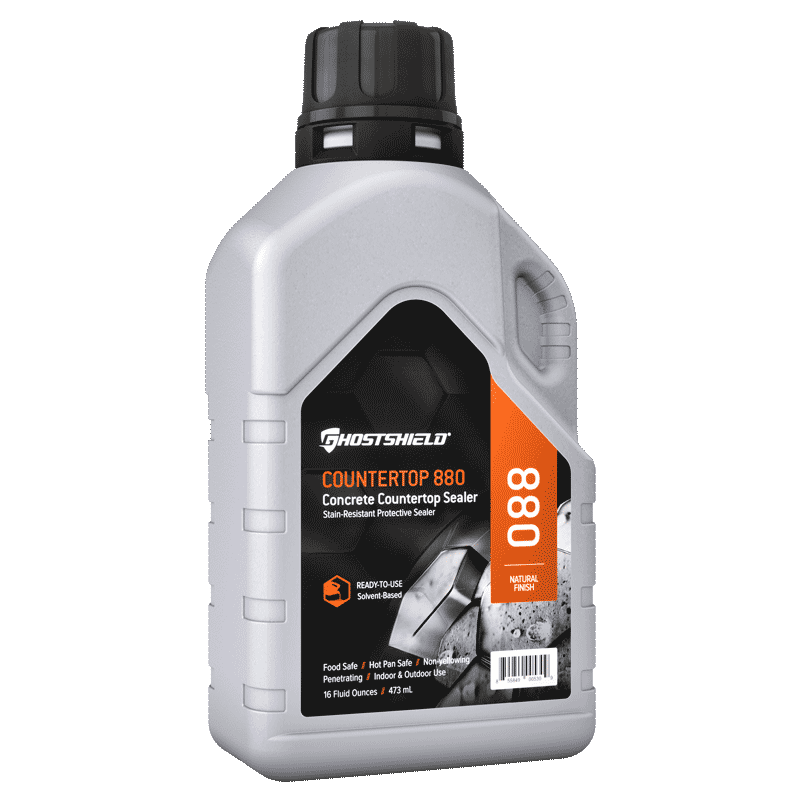 GHOSTSHIELD®
COUNTERTOP 880
Concrete Countertop Sealer
Stain-Resistant Protective Sealer
880
NATURAL
FINISH
READY-TO-USE
Solvent-Based
Food Safe // Hot Pan Safe // Non-yellowing
Penetrating // Indoor & Outdoor Use
16 Fluid Ounces // 473 mL